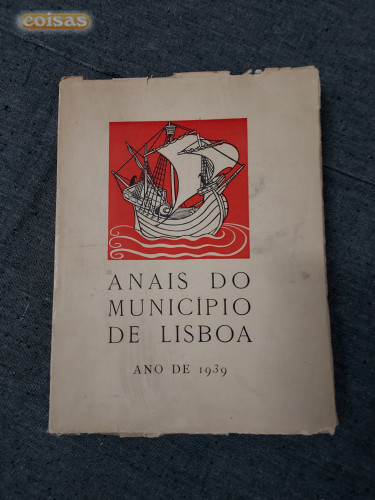 coisas
ANAIS DO
MUNICÍPIO
DE LISBOA
ANO DE 1939